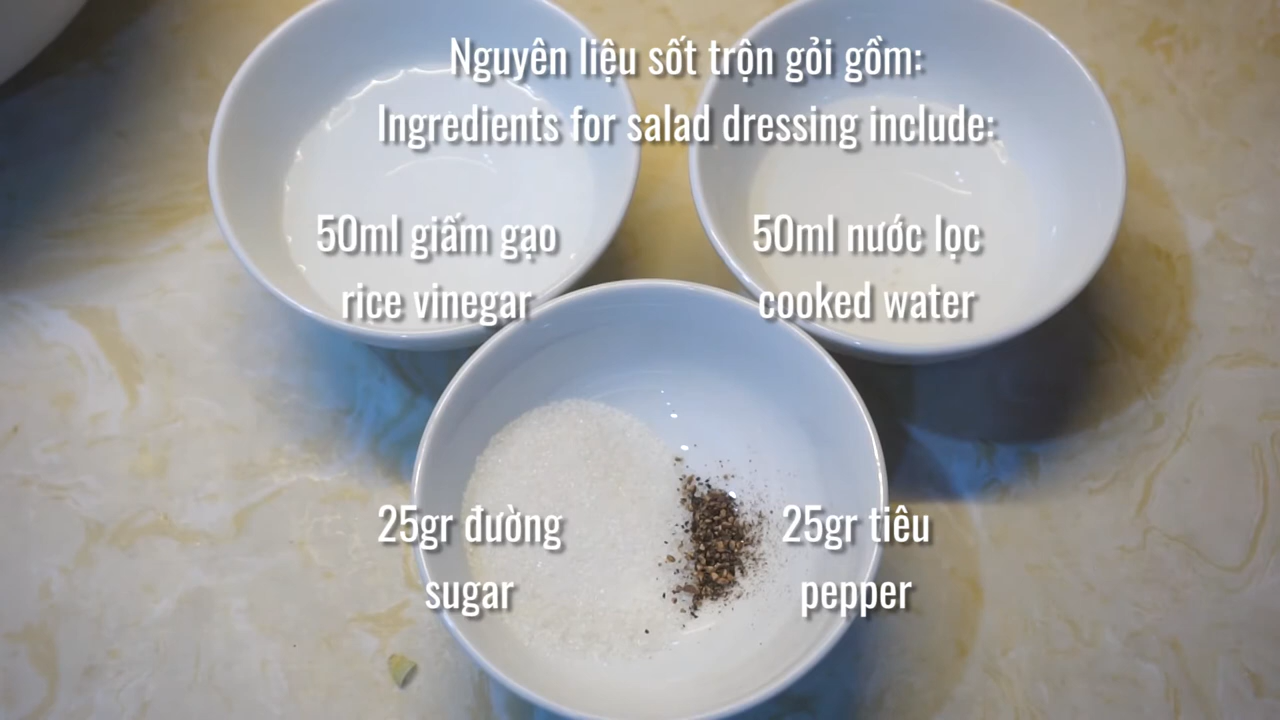 Nguyên liệu sốt trộn gỏi gồm:
Ingredients for salad dressing include:
50ml giấm gạo
rice vinegar
50ml nước lọc
cooked water
25gr đường
sugar
25gr tiêu
pepper